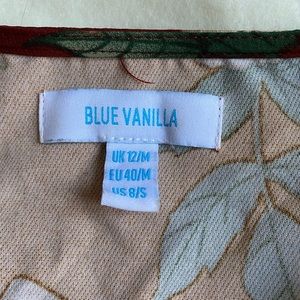 BLUE VANILLA
UK 12/M
EU 40/M
US 8/S